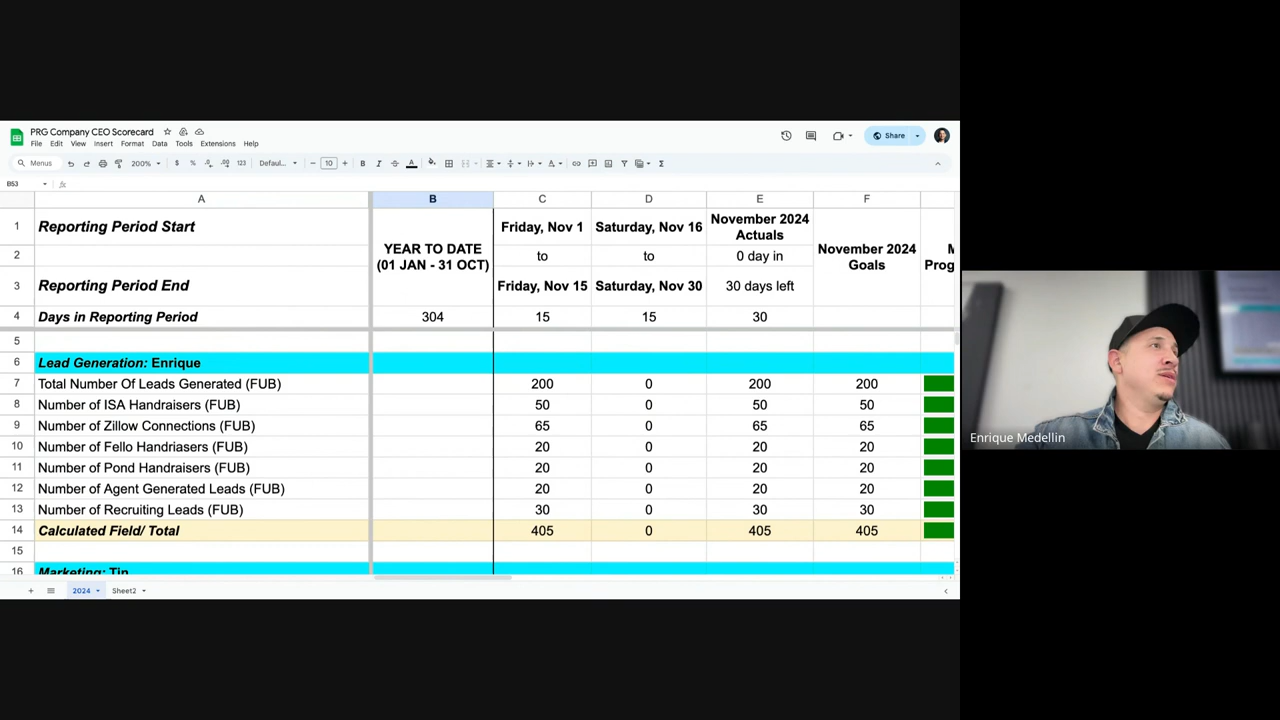 PRG Company CEO Scorecard
File Edit View Insert Format Data Tools Extensions Help
Share
Menus 200% $ % .0 .00 123 Defaul... 10 B I A
B53 fx
A B C D E F
1 Reporting Period Start YEAR TO DATE (01 JAN - 31 OCT) Friday, Nov 1 Saturday, Nov 16 November 2024 Actuals November 2024 Goals
2 to to 0 day in
3 Reporting Period End Friday, Nov 15 Saturday, Nov 30 30 days left
4 Days in Reporting Period 304 15 15 30
5
6 Lead Generation: Enrique
7 Total Number Of Leads Generated (FUB) 200 0 200 200
8 Number of ISA Handraisers (FUB) 50 0 50 50
9 Number of Zillow Connections (FUB) 65 0 65 65
10 Number of Fello Handriasers (FUB) 20 0 20 20
11 Number of Pond Handraisers (FUB) 20 0 20 20
12 Number of Agent Generated Leads (FUB) 20 0 20 20
13 Number of Recruiting Leads (FUB) 30 0 30 30
14 Calculated Field/ Total 405 0 405 405
15
16 Marketing: Tin
2024 Sheet2
Enrique Medellin